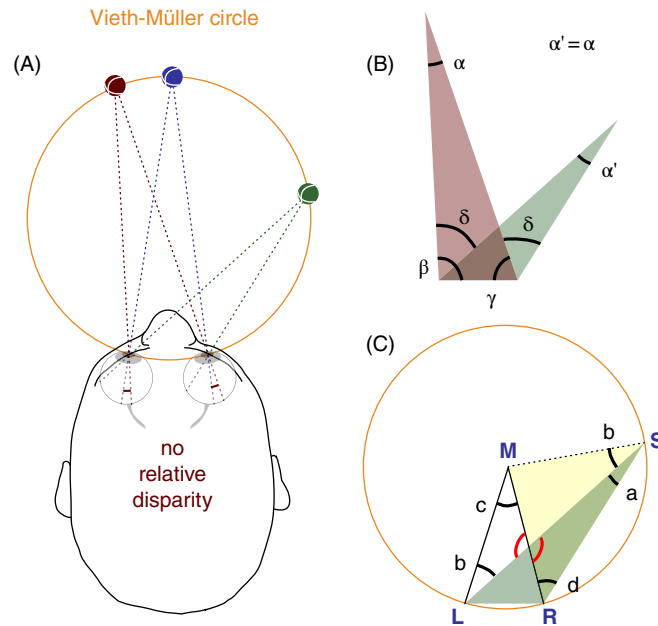 Vieth-Müller circle
(A)
no
relative
disparity
(B)
α' = α
α
α'
δ
δ
β
γ
(C)
M
b
S
c
a
b
d
L
R